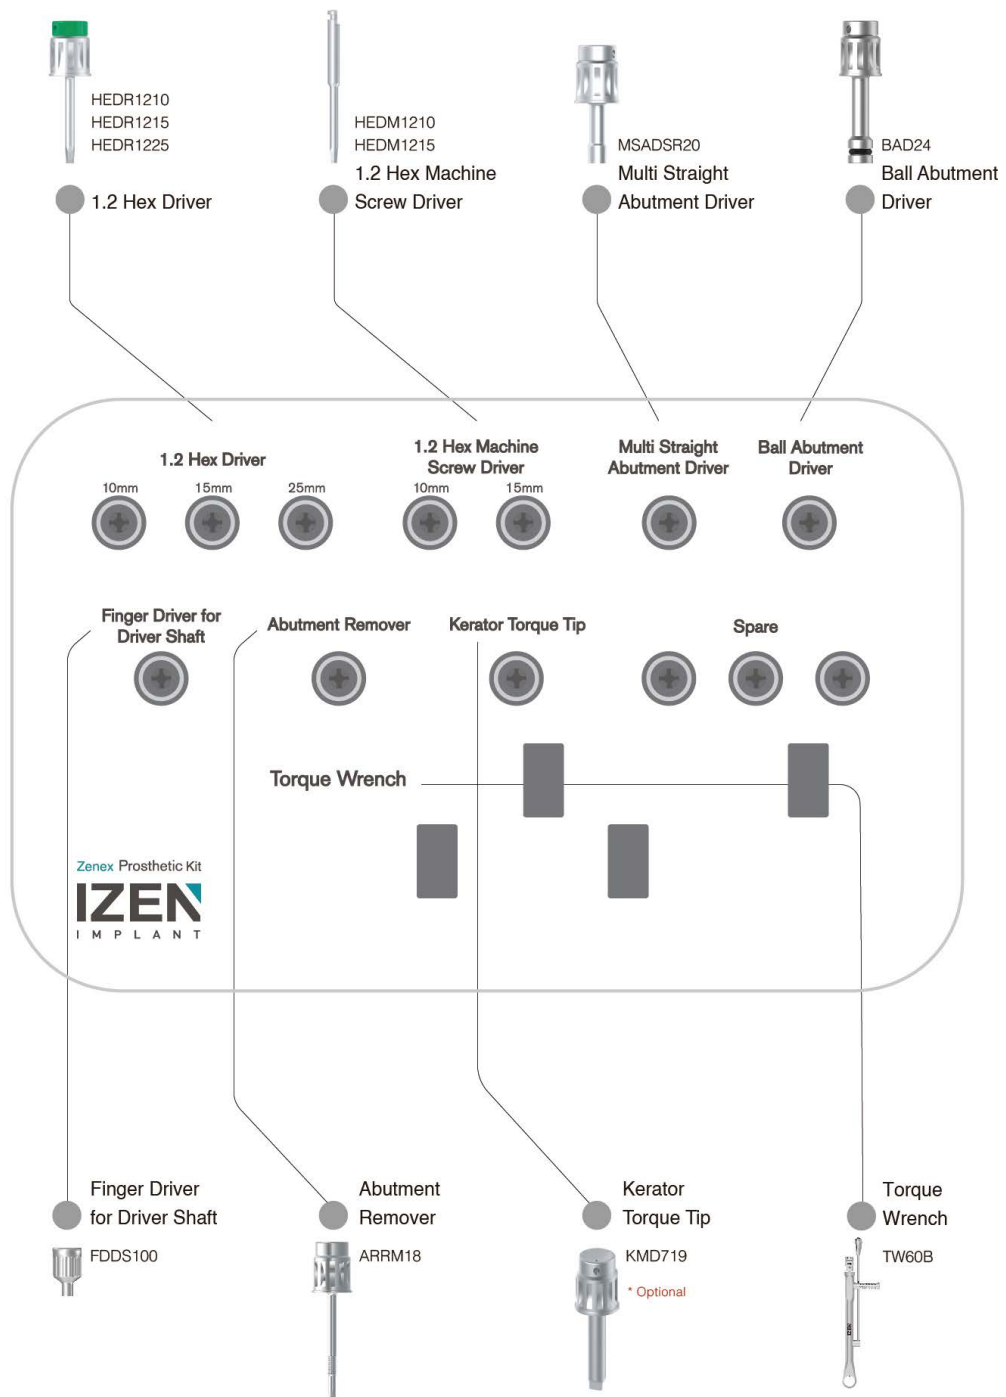 HEDR1210
HEDR1215
HEDR1225
1.2 Hex Driver
HEDM1210
HEDM1215
1.2 Hex Machine
Screw Driver
MSADSR20
Multi Straight
Abutment Driver
BAD24
Ball Abutment
Driver
1.2 Hex Driver
10mm 15mm 25mm
1.2 Hex Machine
Screw Driver
10mm 15mm
Multi Straight
Abutment Driver
Ball Abutment
Driver
Finger Driver for
Driver Shaft
Abutment Remover
Kerator Torque Tip
Spare
Torque Wrench
Zenex Prosthetic Kit
IZEN
IMPLANT
Finger Driver
for Driver Shaft
FDDS100
Abutment
Remover
ARRM18
Kerator
Torque Tip
KMD719
* Optional
Torque
Wrench
TW60B